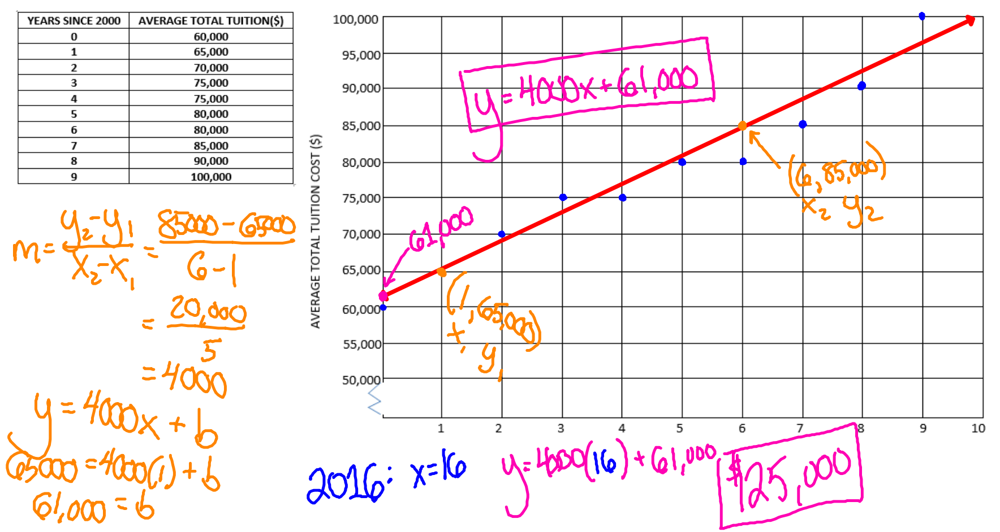 YEARS SINCE 2000 AVERAGE TOTAL TUITION($)
0 60,000
1 65,000
2 70,000
3 75,000
4 75,000
5 80,000
6 80,000
7 85,000
8 90,000
9 100,000
m = y₂-y₁ / x₂-x₁ = 85000-65000 / 6-1
= 20,000 / 5
= 4000
y = 4000x + b
65000 = 4000(1) + b
61,000 = b
AVERAGE TOTAL TUITION COST ($)
100,000
95,000
90,000
85,000
80,000
75,000
70,000
65,000
60,000
55,000
50,000
y = 4000x + 61,000
61,000
(6, 85,000)
x₂ y₂
(1, 65,000)
x₁ y₁
1 2 3 4 5 6 7 8 9 10
2016: x=16 y=4000(16)+61,000 $125,000